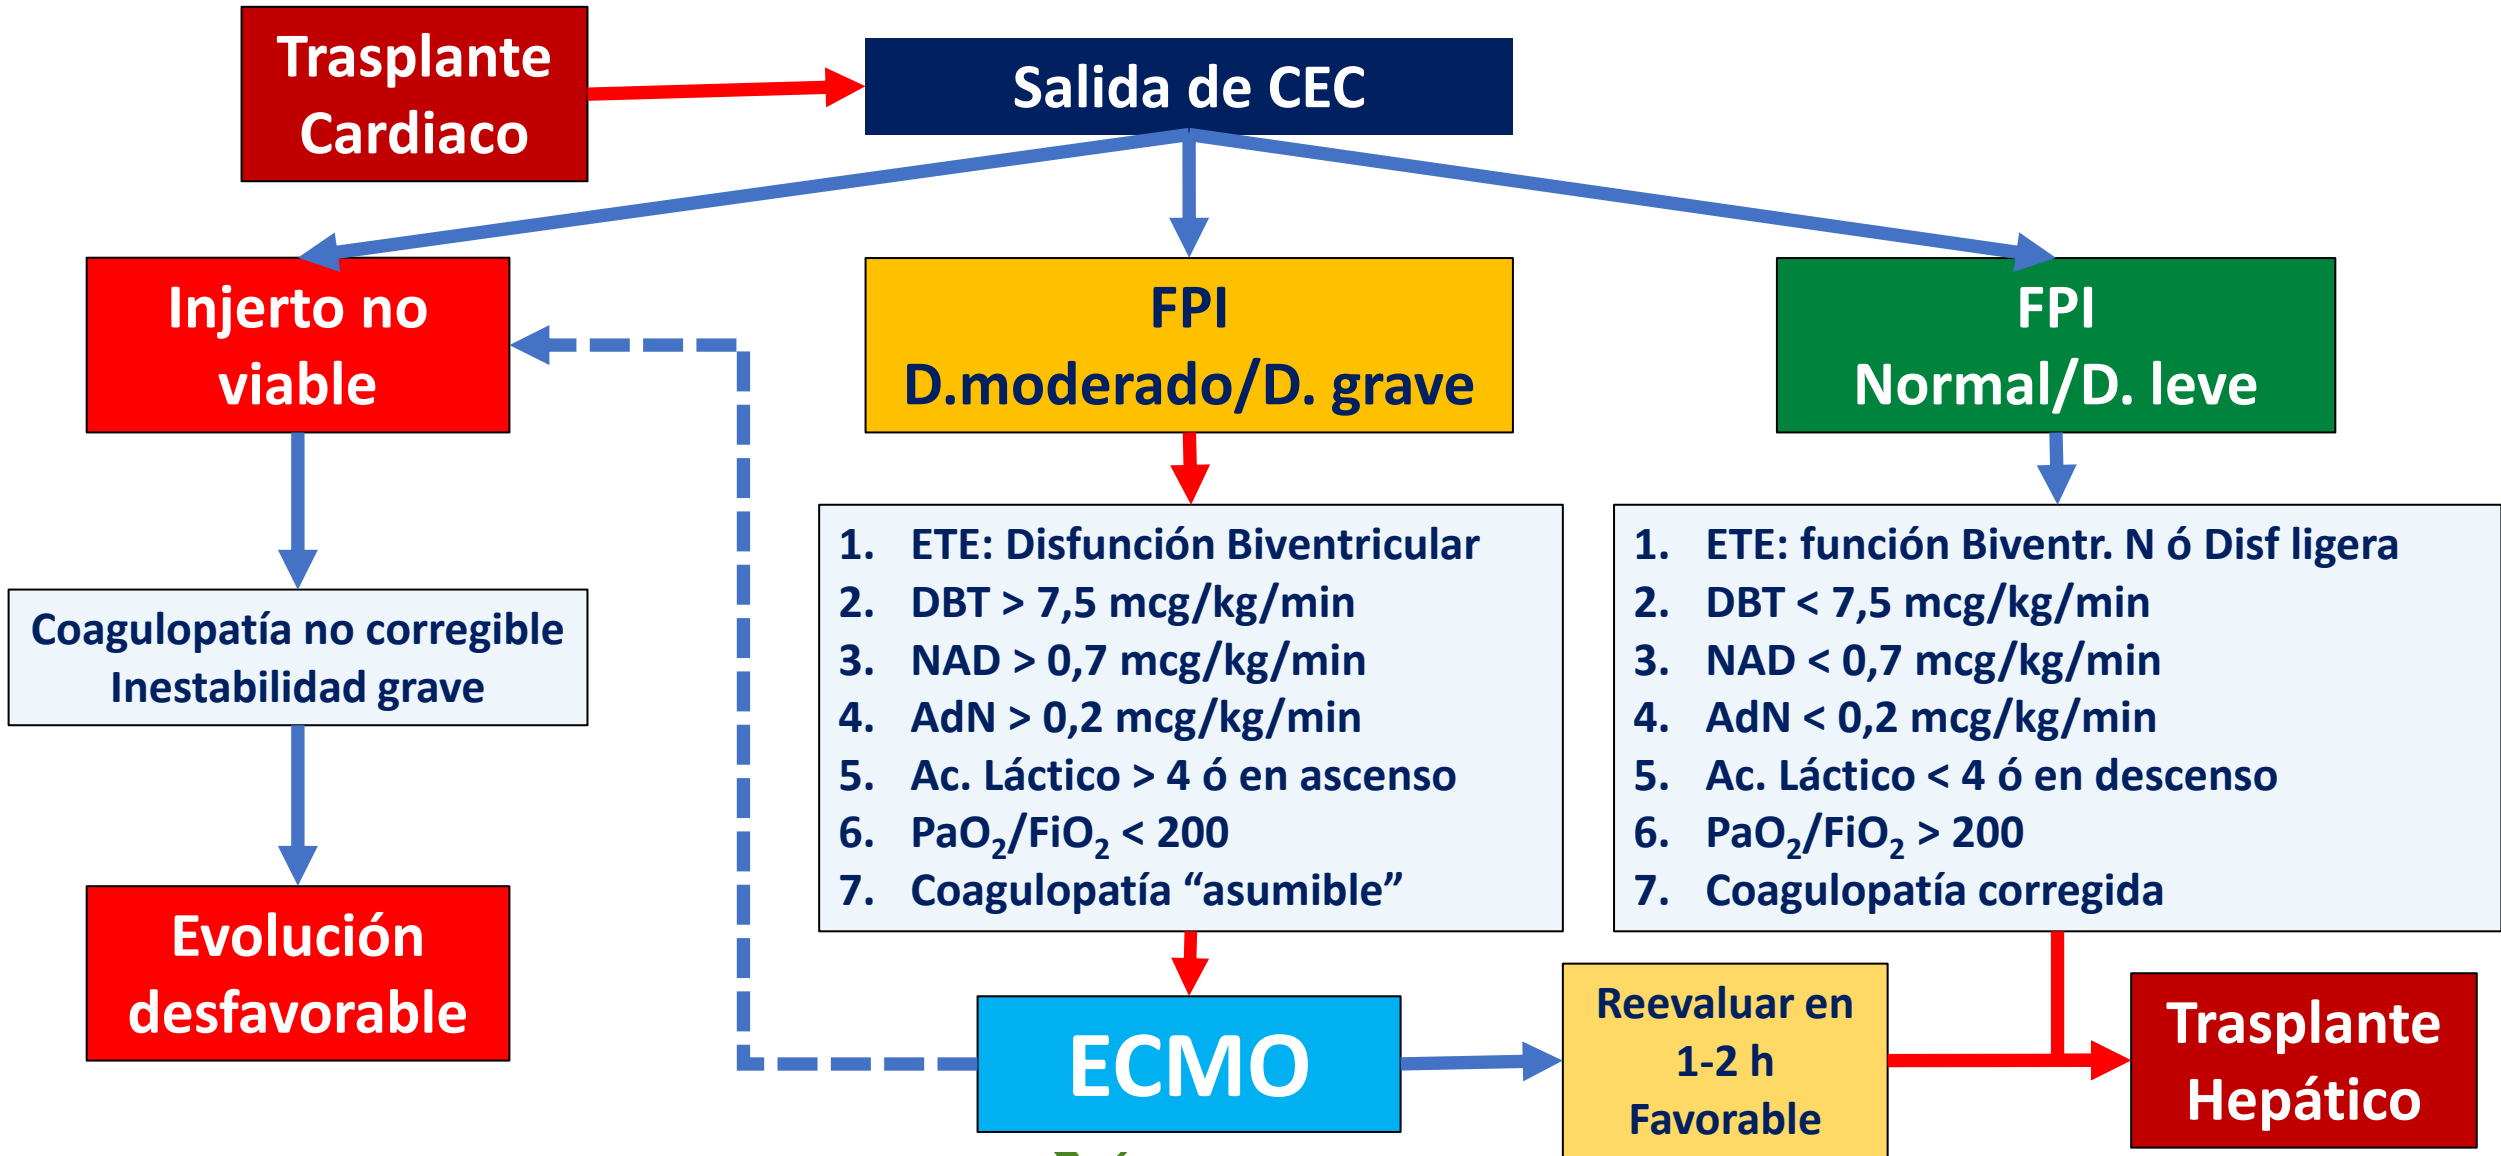 Trasplante
Cardiaco
Salida de CEC
Injerto no
viable
FPI
D.moderado/D. grave
FPI
Normal/D. leve
Coagulopatía no corregible
Inestabilidad grave
Evolución
desfavorable
1. ETE: Disfunción Biventricular
2. DBT > 7,5 mcg/kg/min
3. NAD > 0,7 mcg/kg/min
4. AdN > 0,2 mcg/kg/min
5. Ac. Láctico > 4 ó en ascenso
6. PaO₂/FiO₂ < 200
7. Coagulopatía “asumible”
1. ETE: función Biventr. N ó Disf ligera
2. DBT < 7,5 mcg/kg/min
3. NAD < 0,7 mcg/kg/min
4. AdN < 0,2 mcg/kg/min
5. Ac. Láctico < 4 ó en descenso
6. PaO₂/FiO₂ > 200
7. Coagulopatía corregida
ECMO
Reevaluar en
1-2 h
Favorable
Trasplante
Hepático